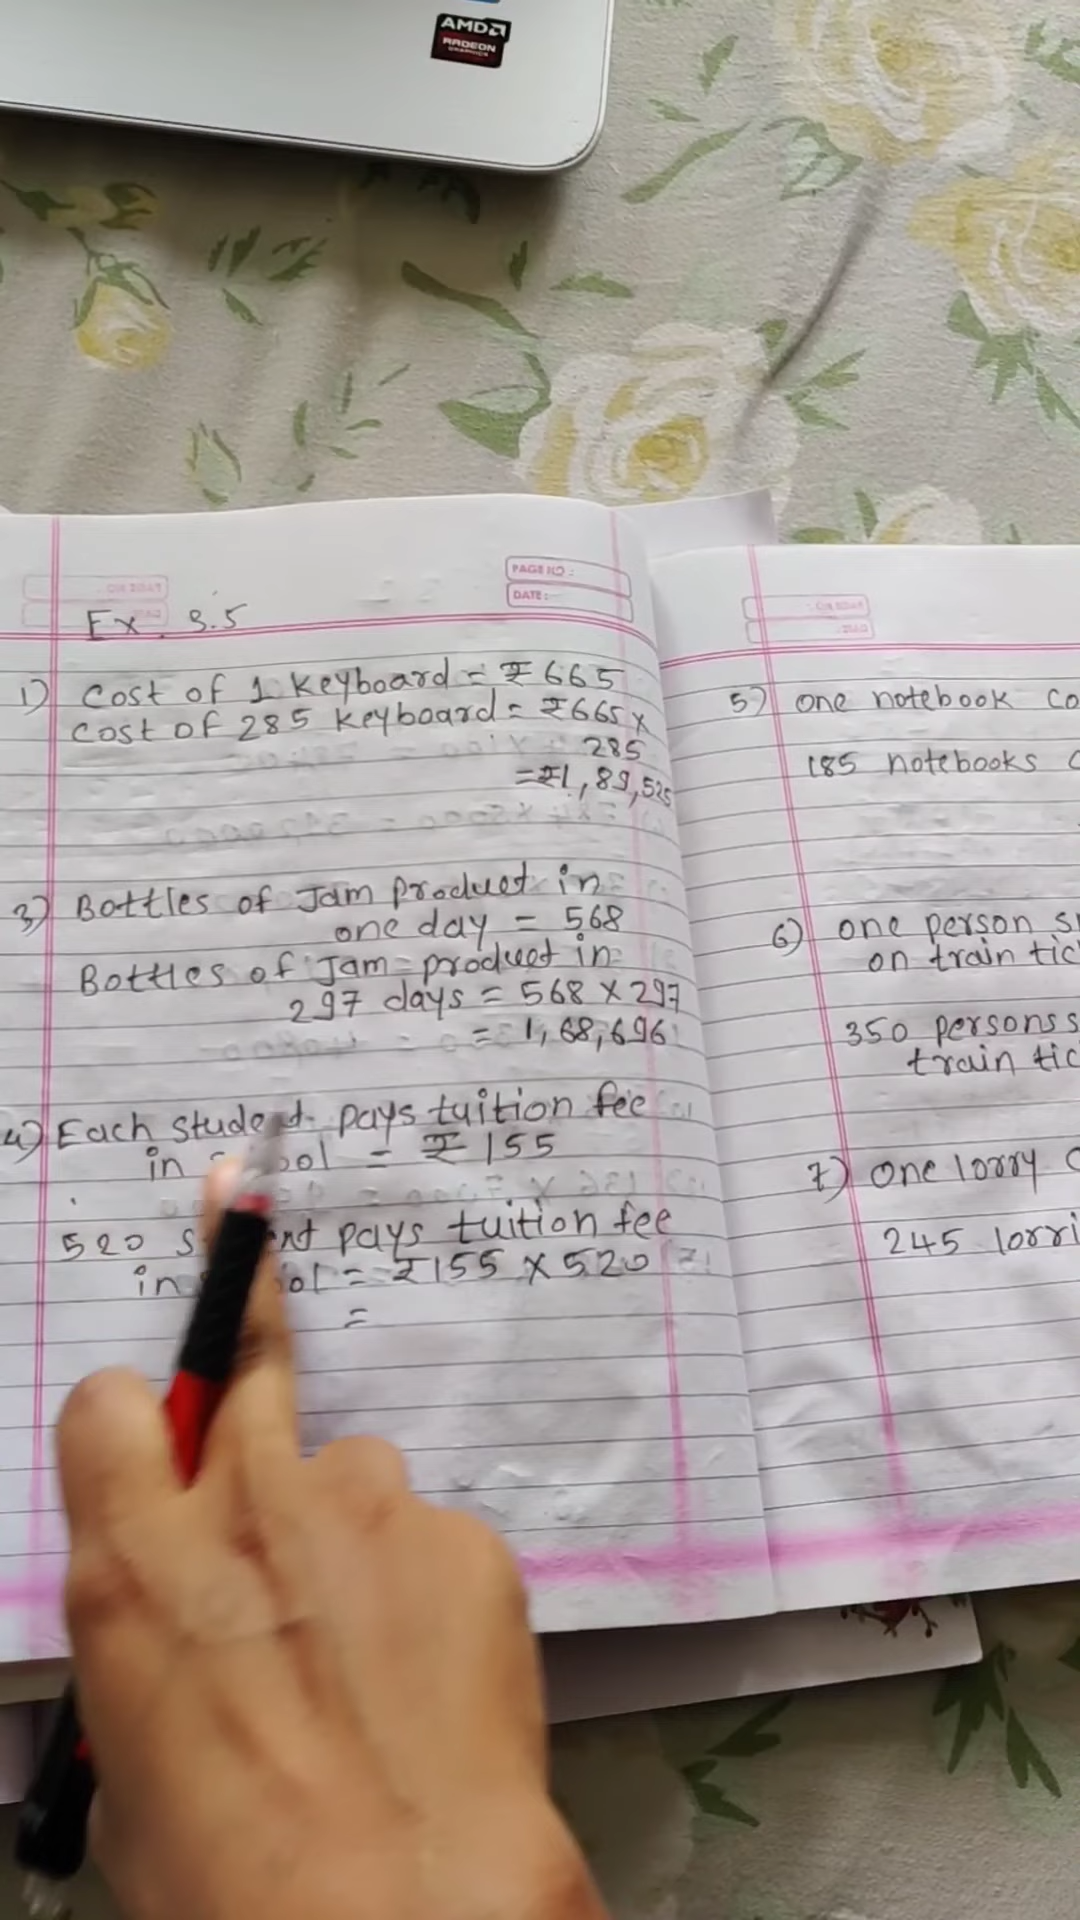 AMD
RADEON
GRAPHICS
PAGE NO :
DATE :
Ex. 3.5
1) Cost of 1 keyboard = ₹665
Cost of 285 keyboard = ₹665 x
285
= ₹1,89,525
3) Bottles of Jam product in
one day = 568
Bottles of Jam product in
297 days = 568 x 297
= 1,68,696
4) Each student pays tuition fee
in = ₹155
520 pays tuition fee
in = ₹155 x 520
=
5) one notebook
185 notebooks
6) one person
on train
350 persons
train
7) One lorry
245